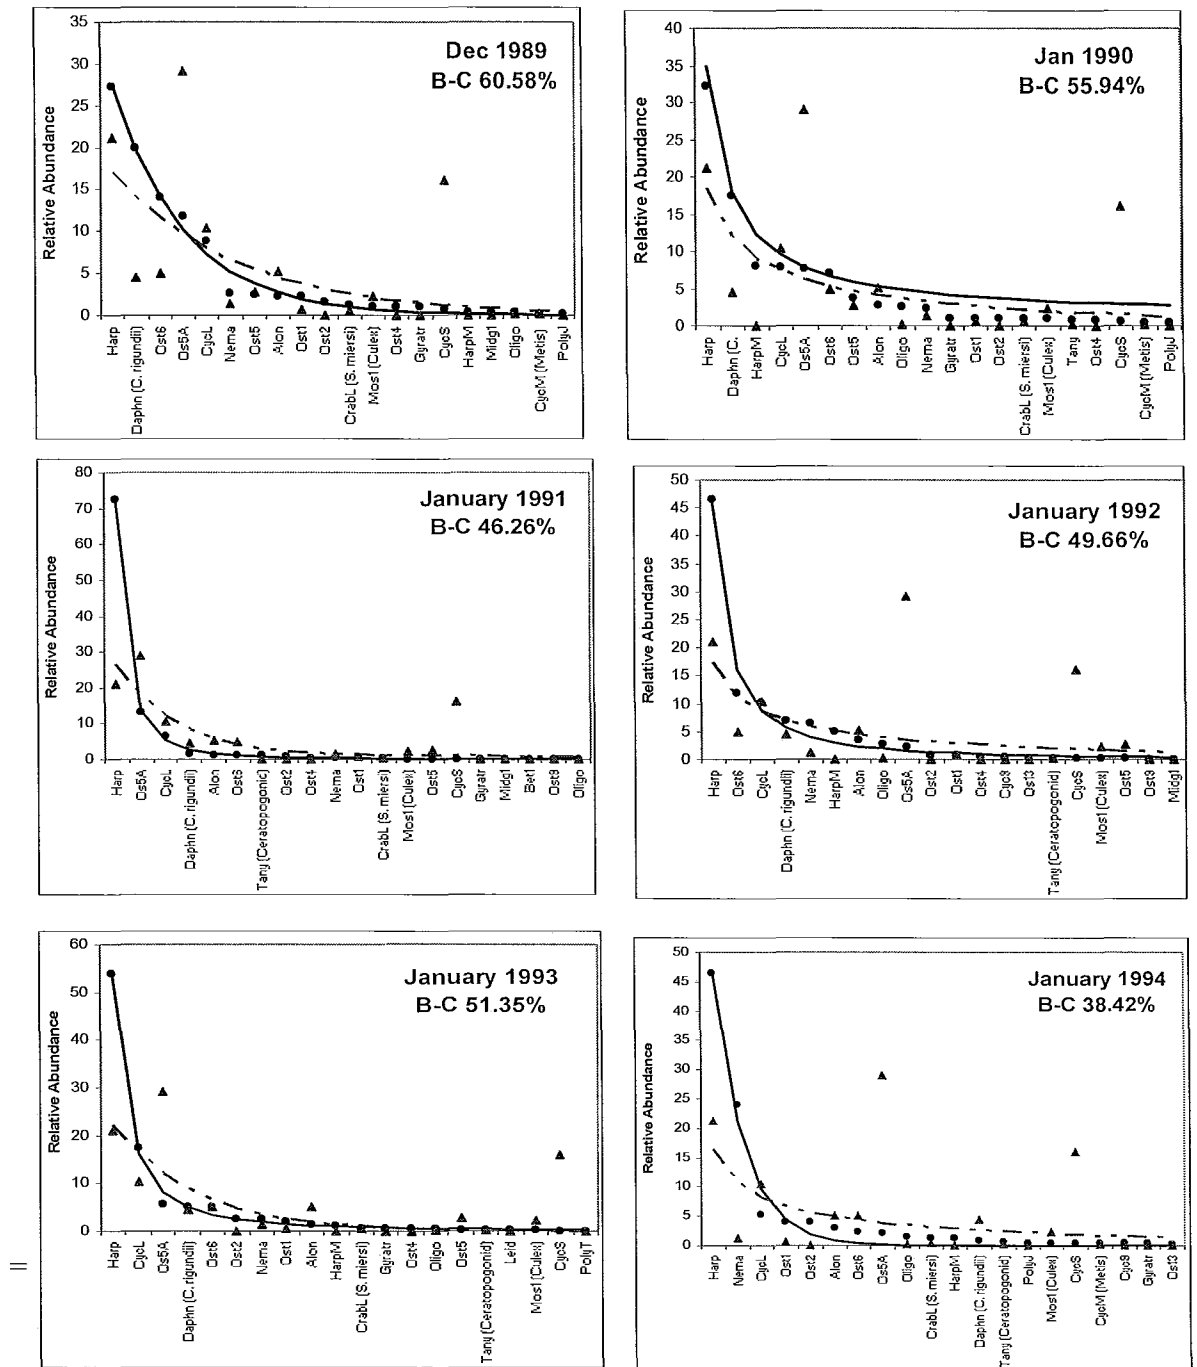 Dec 1989
B-C 60.58%
Relative Abundance
35
30
25
20
15
10
5
0
Harp
Daphn (C. rigundii)
Ost6
Os5A
CycL
Nema
Ost5
Alon
Ost1
Ost2
CrabL (S. miersi)
Mos1 (Culex)
Ost4
Gyratr
CycS
HarpM
Midg1
Oligo
CycM (Metis)
PolyJ
Jan 1990
B-C 55.94%
Relative Abundance
40
35
30
25
20
15
10
5
0
Harp
Daphn (C.
HarpM
CycL
Os5A
Ost6
Ost5
Alon
Oligo
Nema
Gyratr
Ost1
Ost2
CrabL (S. miersi)
Mos1 (Culex)
Tany
Ost4
CycS
CycM (Metis)
PolyJ
January 1991
B-C 46.26%
Relative Abundance
80
70
60
50
40
30
20
10
0
Harp
Os5A
CycL
Daphn (C. rigundii)
Alon
Ost6
Tany (Ceratopogonid)
Ost2
Ost4
Nema
Ost1
CrabL (S. miersi)
Mos1 (Culex)
Ost5
CycS
Gyratr
Midg1
Bet1
Ost9
Oligo
January 1992
B-C 49.66%
Relative Abundance
50
45
40
35
30
25
20
15
10
5
0
Harp
Ost6
CycL
Daphn (C. rigundii)
Nema
HarpM
Alon
Oligo
Os5A
Ost2
Ost1
Ost4
Cyc9
Ost3
Tany (Ceratopogonid)
CycS
Mos1 (Culex)
Ost5
Ost9
Midg1
January 1993
B-C 51.35%
Relative Abundance
60
50
40
30
20
10
0
Harp
CycL
Os5A
Daphn (C. rigundii)
Ost6
Ost2
Nema
Ost1
Alon
HarpM
CrabL (S. miersi)
Gyratr
Ost4
Oligo
Ost5
Tany (Ceratopogonid)
Leid
Mos1 (Culex)
CycS
PolyT
January 1994
B-C 38.42%
Relative Abundance
50
45
40
35
30
25
20
15
10
5
0
Harp
Nema
CycL
Ost1
Ost2
Alon
Ost6
Os5A
Oligo
CrabL (S. miersi)
HarpM
Daphn (C. rigundii)
Tany (Ceratopogonid)
PolyJ
Mos1 (Culex)
CycS
CycM (Metis)
Cyc9
Gyratr
Ost3